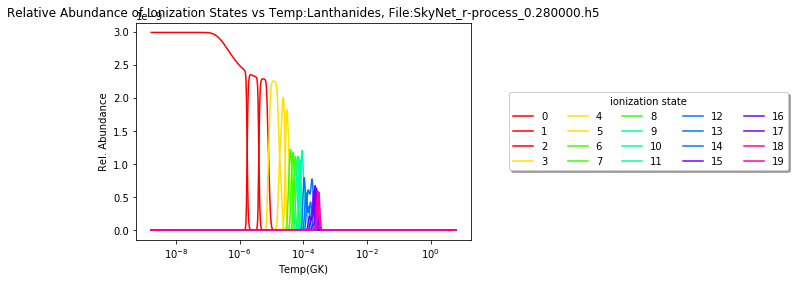 Relative Abundance of Ionization States vs Temp:Lanthanides, File:SkyNet_r-process_0.280000.h5
1e−9
3.0
2.5
2.0
1.5
1.0
0.5
0.0
Rel. Abundance
10⁻⁸ 10⁻⁶ 10⁻⁴ 10⁻² 10⁰
Temp(GK)
ionization state
0 4 8 12 16
1 5 9 13 17
2 6 10 14 18
3 7 11 15 19